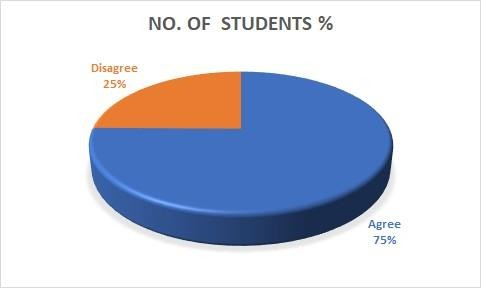 NO. OF STUDENTS %
Disagree
25%
Agree
75%